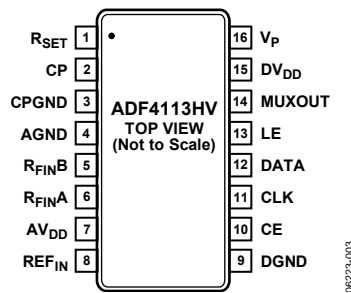 RSET 1
CP 2
CPGND 3
AGND 4
RFINB 5
RFINA 6
AVDD 7
REFIN 8
ADF4113HV
TOP VIEW
(Not to Scale)
16 VP
15 DVDD
14 MUXOUT
13 LE
12 DATA
11 CLK
10 CE
9 DGND
06223-003